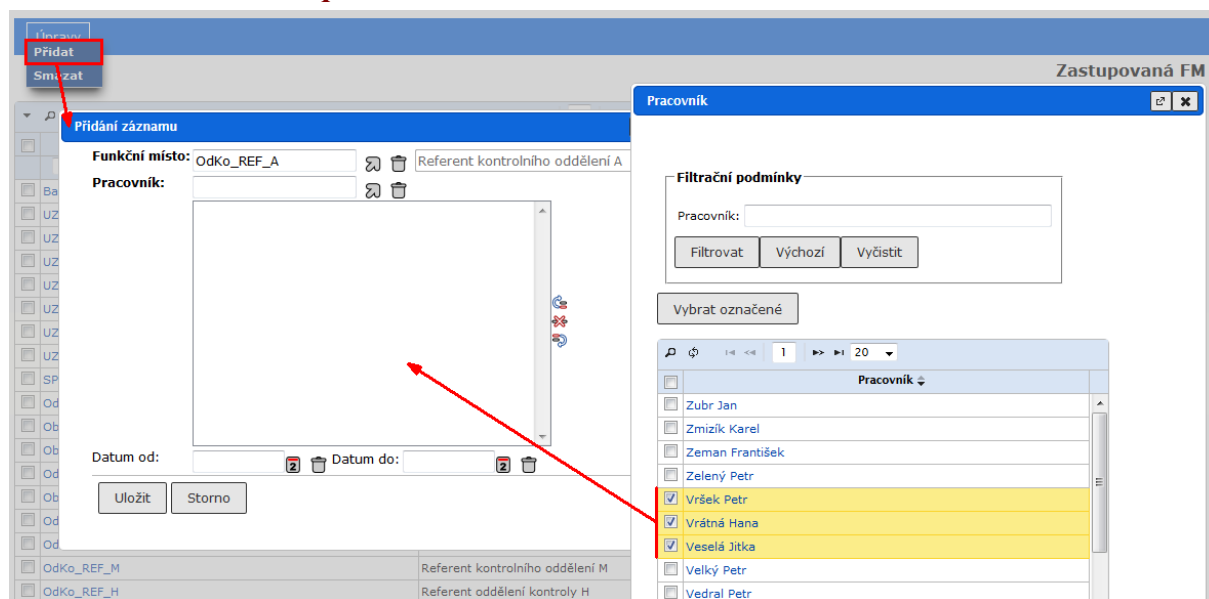 Úpravy
Přidat
Smazat
Zastupovaná FM
Přidání záznamu
Funkční místo: OdKo_REF_A Referent kontrolního oddělení A
Pracovník:
Datum od: 2 Datum do: 2
Uložit Storno
Ba
UZ
UZ
UZ
UZ
UZ
UZ
UZ
SP
Od
Ob
Ob
Od
Ob
Od
Od
OdKo_REF_M Referent kontrolního oddělení M
OdKo_REF_H Referent oddělení kontroly H
Pracovník
Filtrační podmínky
Pracovník:
Filtrovat Výchozí Vyčistit
Vybrat označené
1 20
Pracovník
Zubr Jan
Zmizík Karel
Zeman František
Zelený Petr
Vršek Petr
Vrátná Hana
Veselá Jitka
Velký Petr
Vedral Petr